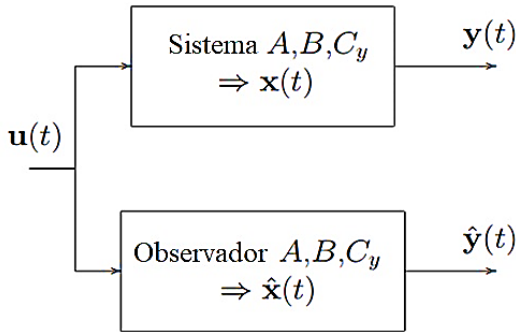 Sistema A,B,C_y
⇒ x(t)
y(t)
u(t)
Observador A,B,C_y
⇒ x̂(t)
ŷ(t)